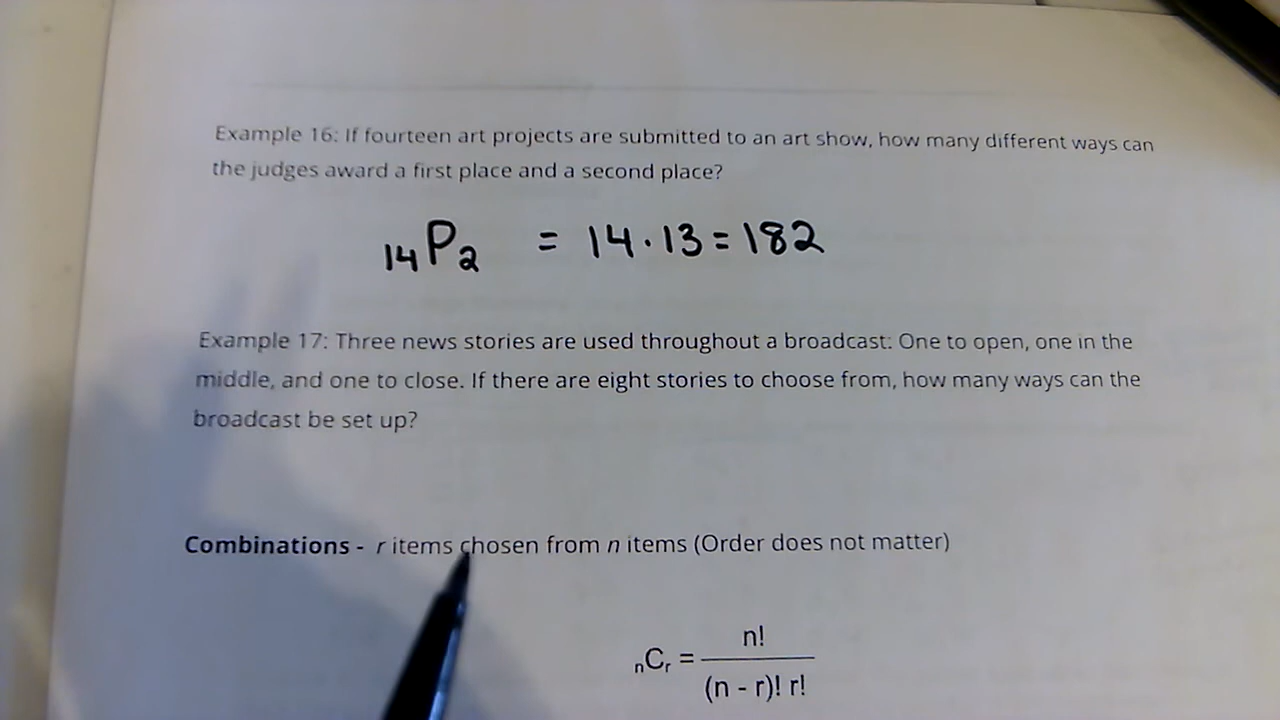 Example 16: If fourteen art projects are submitted to an art show, how many different ways can
the judges award a first place and a second place?
₁₄P₂ = 14·13=182
Example 17: Three news stories are used throughout a broadcast: One to open, one in the
middle, and one to close. If there are eight stories to choose from, how many ways can the
broadcast be set up?
Combinations - r items chosen from n items (Order does not matter)
n!
nCr =
(n - r)! r!